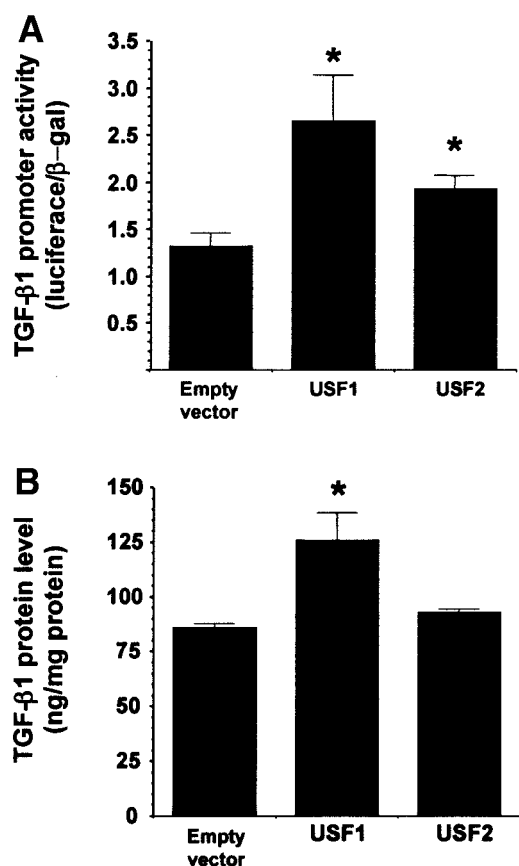 A
TGF-β1 promoter activity
(luciferace/β–gal)
3.5
3.0
2.5
2.0
1.5
1.0
0.5
*
*
Empty
vector
USF1
USF2
B
TGF-β1 protein level
(ng/mg protein)
150
125
100
75
50
25
0
*
Empty
vector
USF1
USF2